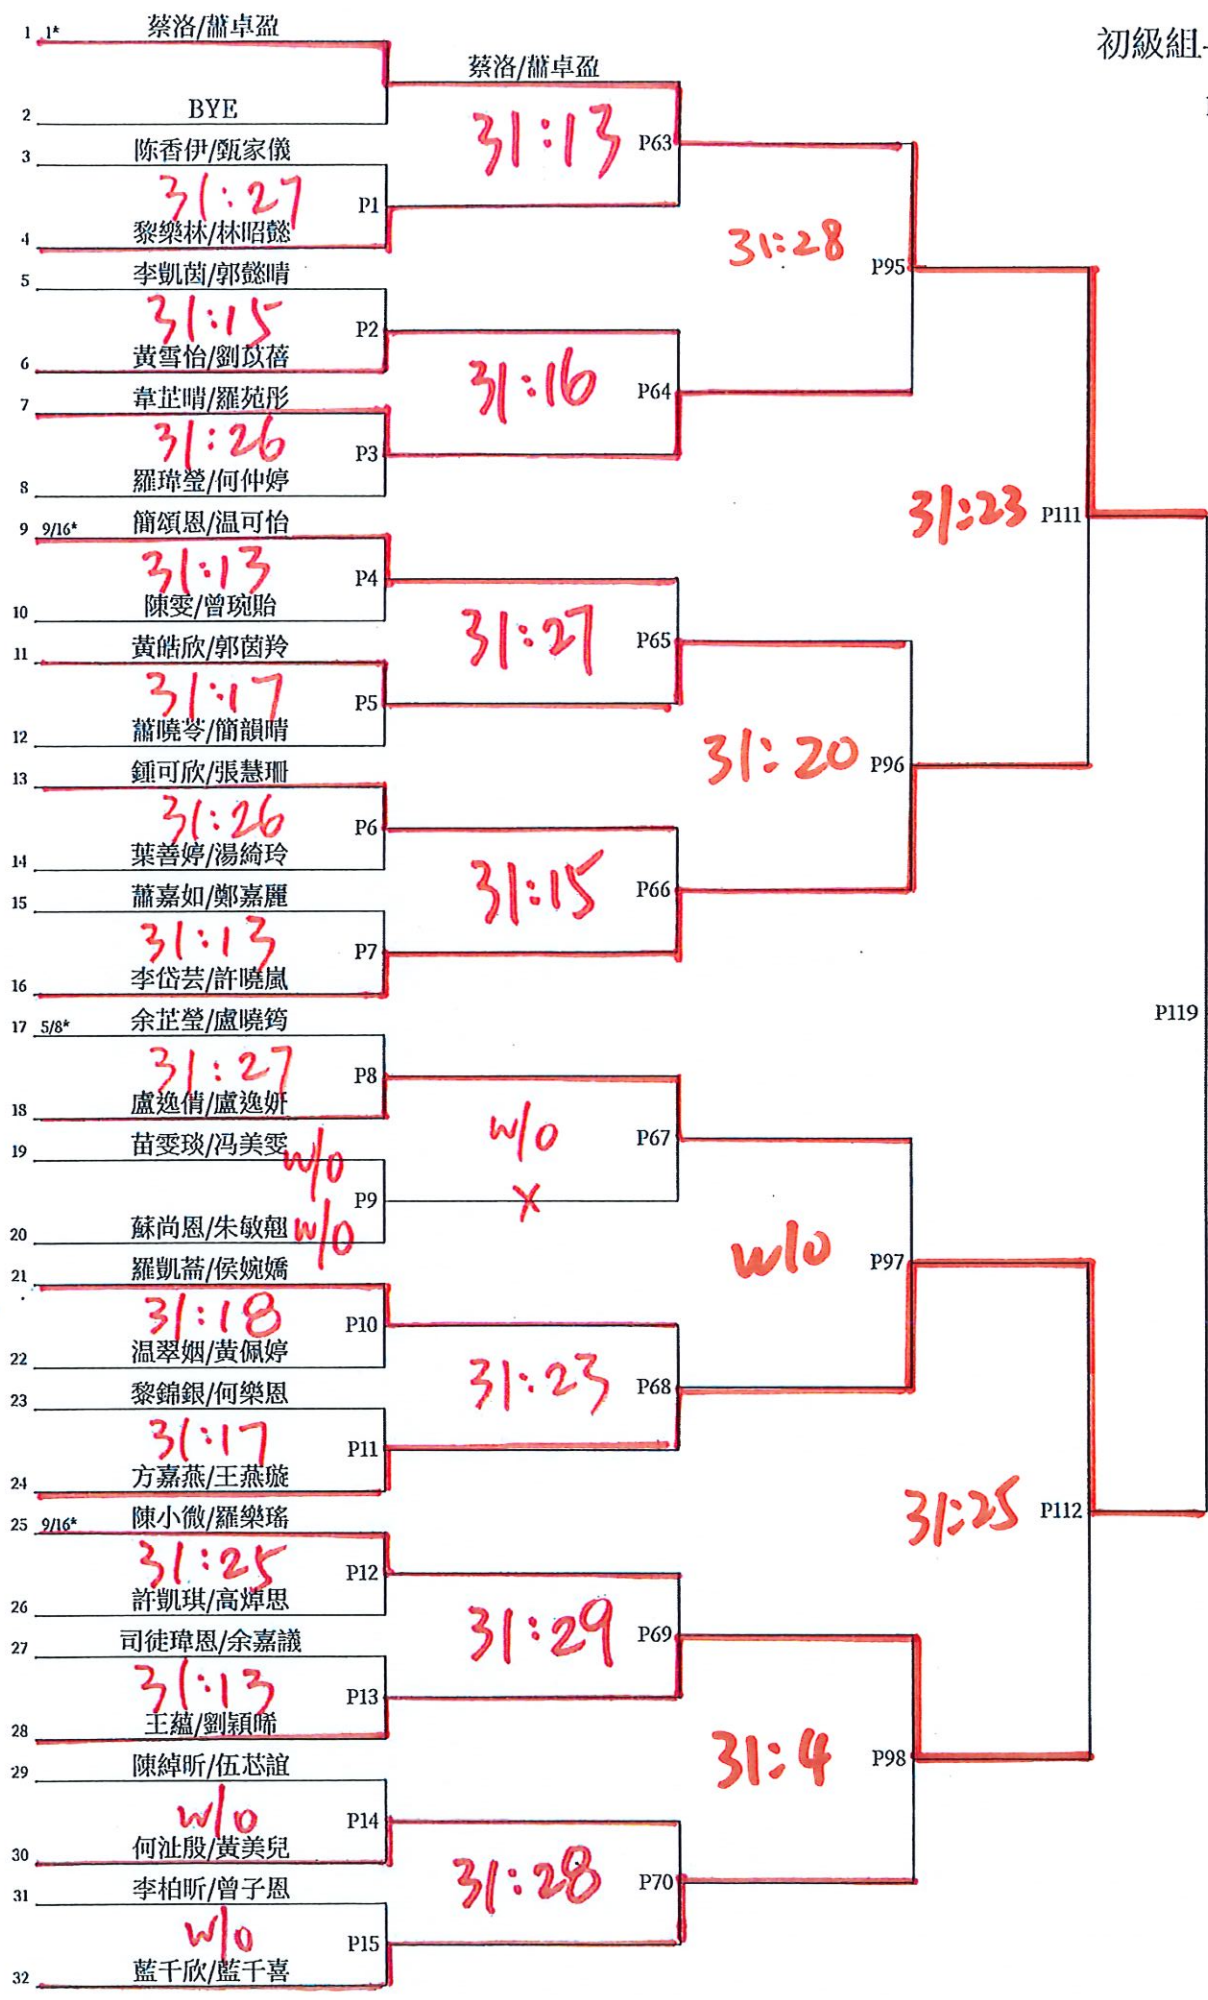 初級組
1 1* 蔡洛/蕭卓盈
蔡洛/蕭卓盈
2 BYE
31:13 P63
3 陈香伊/甄家儀
31:27 P1
4 黎樂林/林昭懿
31:28 P95
5 李凱茵/郭懿晴
31:15 P2
6 黃雪怡/劉苡蓓
31:16 P64
7 韋芷晴/羅苑彤
31:26 P3
8 羅瑋瑩/何仲婷
31:23 P111
9 9/16* 簡頌恩/温可怡
31:13 P4
10 陳雯/曾琬貽
31:27 P65
11 黃皓欣/郭茵羚
31:17 P5
12 蕭曉苓/簡韻晴
31:20 P96
13 鍾可欣/張慧珊
31:26 P6
14 葉善婷/湯綺玲
31:15 P66
15 蕭嘉如/鄭嘉麗
31:13 P7
16 李岱芸/許曉嵐
P119
17 5/8* 余芷瑩/盧曉筠
31:27 P8
18 盧逸倩/盧逸妍
w/o P67
19 苗雯琰/冯美雯 w/o
P9 X
20 蘇尚恩/朱敏翹 w/o
w/o P97
21 羅凱菕/侯婉嬌
31:18 P10
22 温翠姻/黃佩婷
31:23 P68
23 黎錦銀/何樂恩
31:17 P11
24 方嘉燕/王燕璇
31:25 P112
25 9/16* 陳小微/羅樂瑤
31:25 P12
26 許凱琪/高焯思
31:29 P69
27 司徒瑋恩/余嘉議
31:13 P13
28 王蘊/劉穎晞
31:4 P98
29 陳綽昕/伍芯誼
w/o P14
30 何沚殷/黃美兒
31:28 P70
31 李柏昕/曾子恩
w/o P15
32 藍千欣/藍千喜